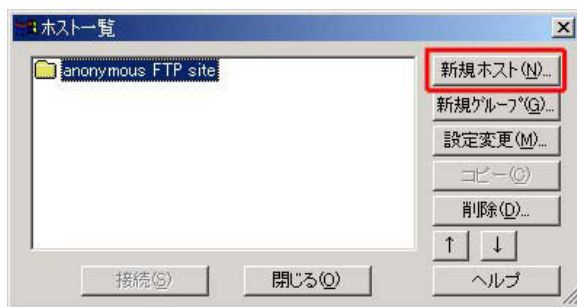 ホスト一覧
anonymous FTP site
新規ホスト(N)...
新規グループ(G)...
設定変更(M)...
コピー(C)
削除(D)...
↑ ↓
接続(S)
閉じる(O)
ヘルプ